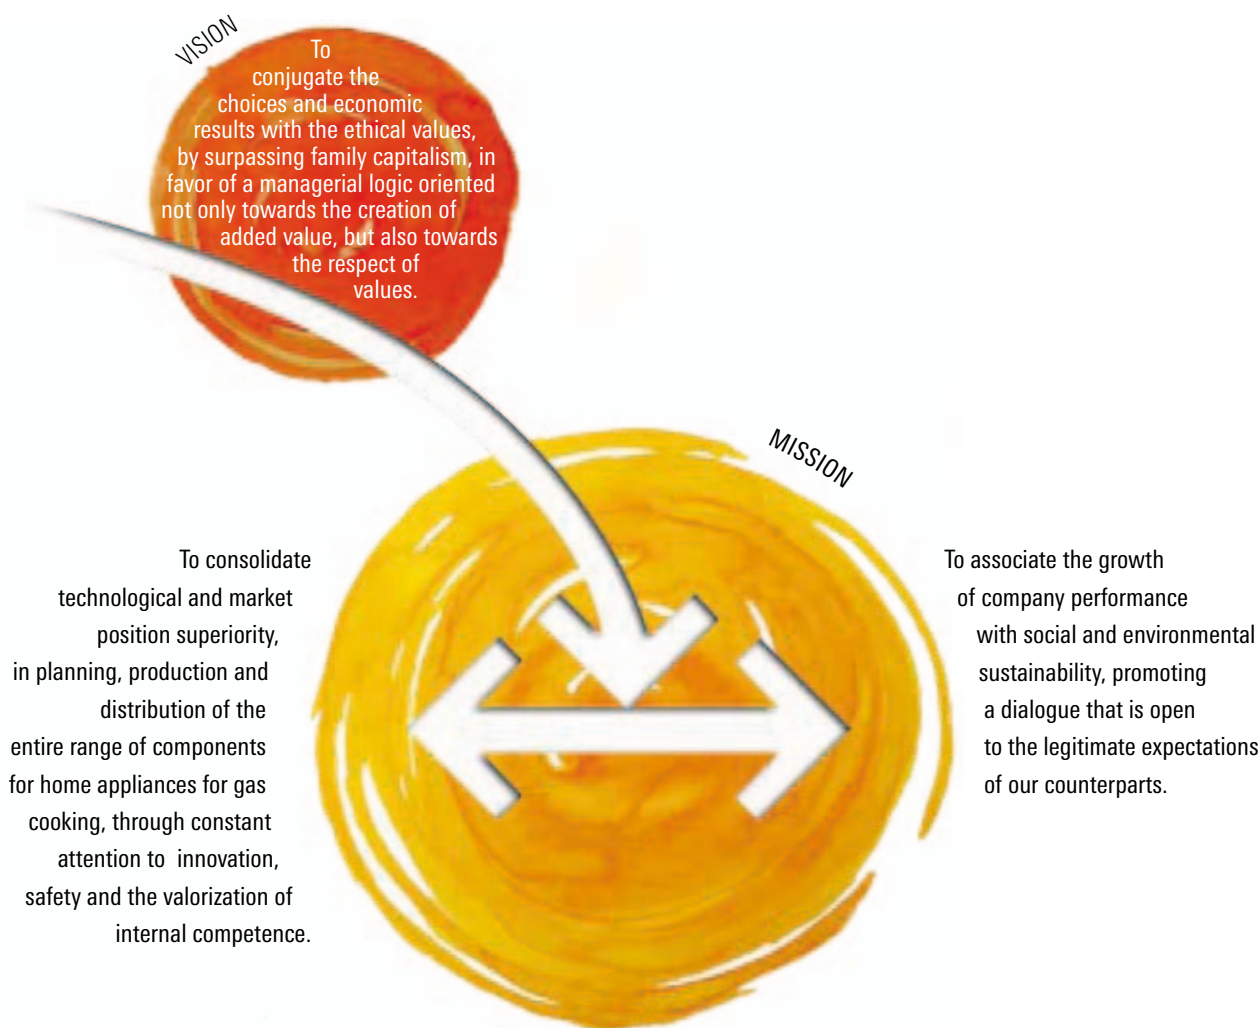 VISION
To
conjugate the
choices and economic
results with the ethical values,
by surpassing family capitalism, in
favor of a managerial logic oriented
not only towards the creation of
added value, but also towards
the respect of
values.
MISSION
To consolidate
technological and market
position superiority,
in planning, production and
distribution of the
entire range of components
for home appliances for gas
cooking, through constant
attention to innovation,
safety and the valorization of
internal competence.
To associate the growth
of company performance
with social and environmental
sustainability, promoting
a dialogue that is open
to the legitimate expectations
of our counterparts.